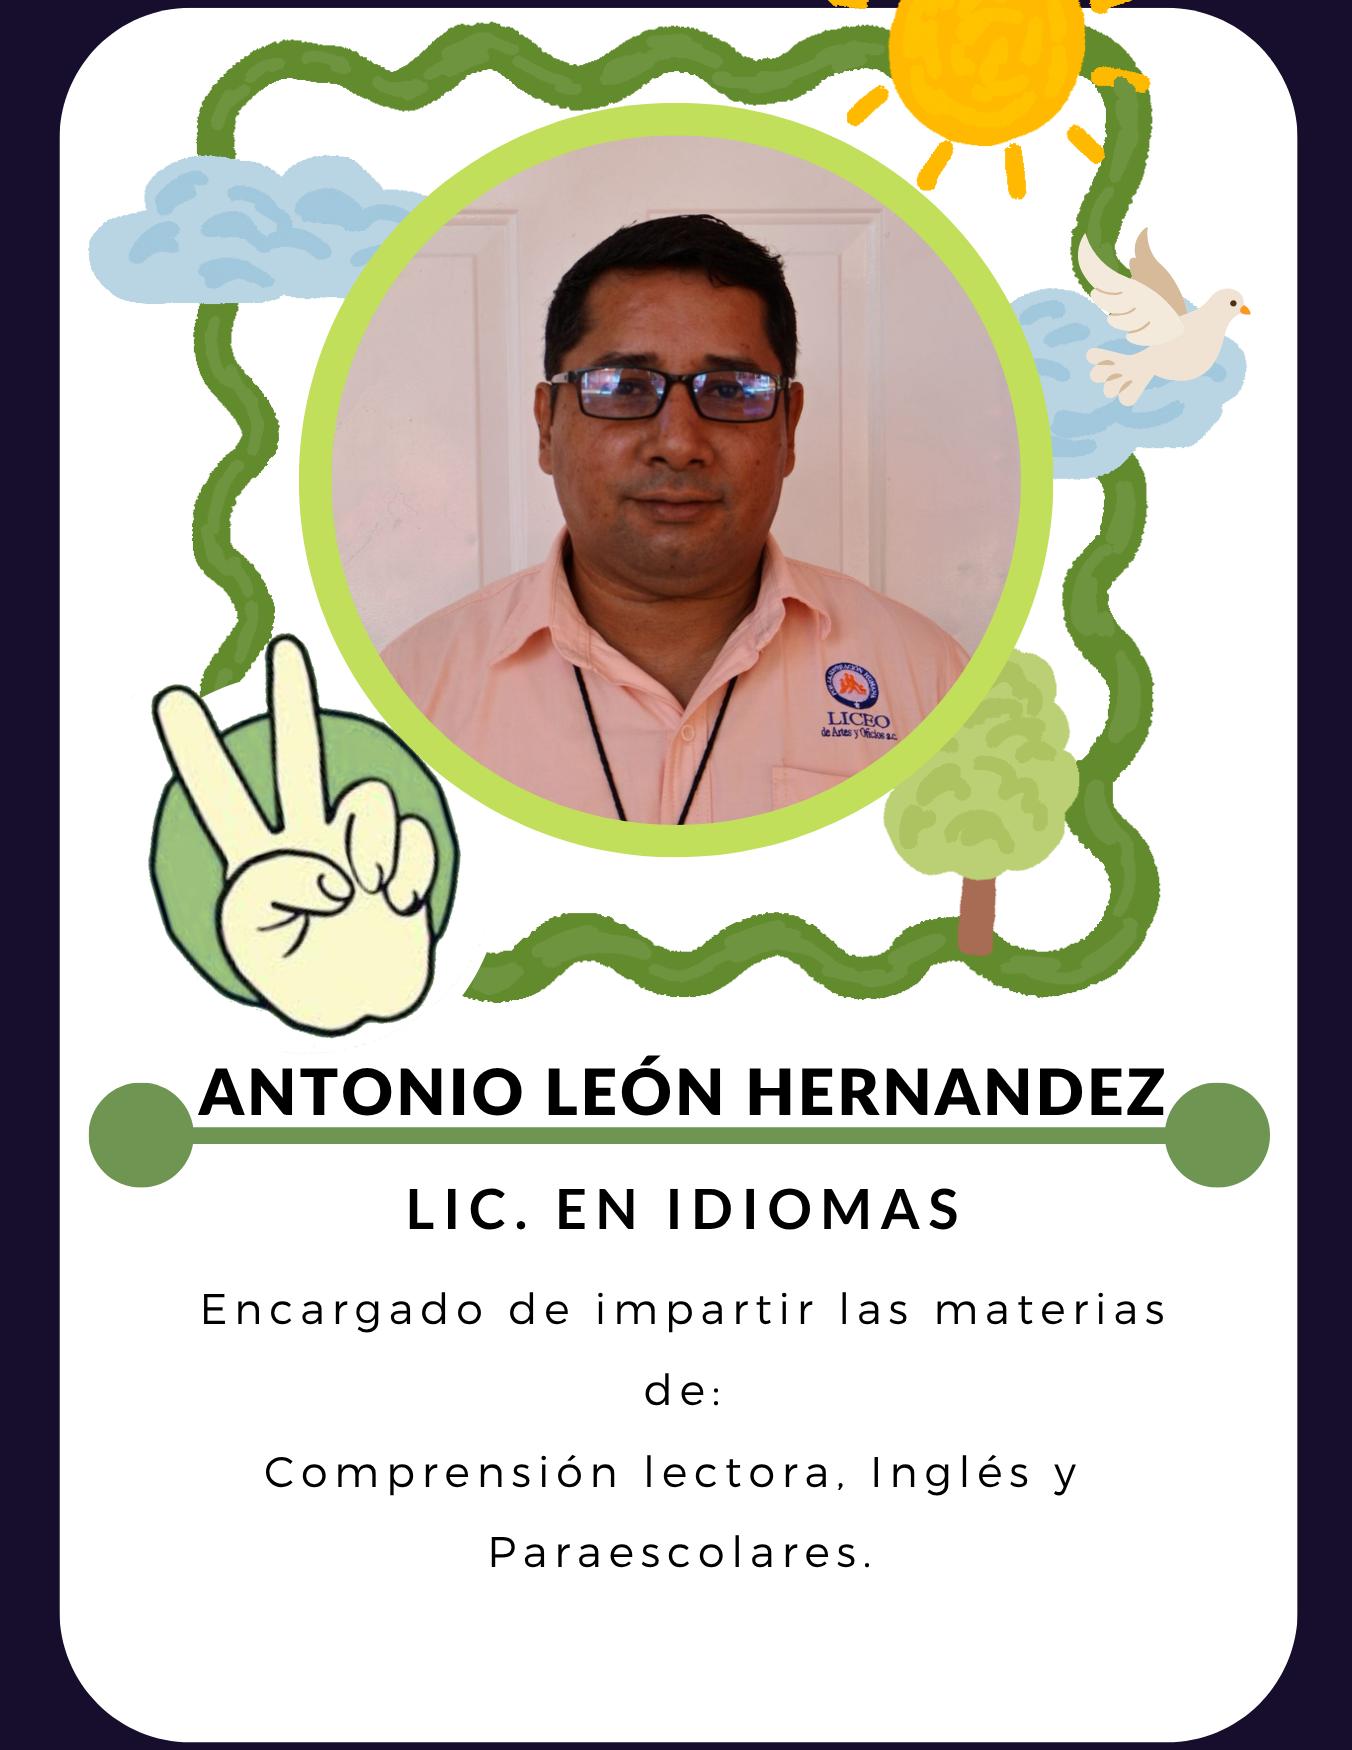 LICEO
de Artes y Oficios a.c.
ANTONIO LEÓN HERNANDEZ
LIC. EN IDIOMAS
Encargado de impartir las materias
de:
Comprensión lectora, Inglés y
Paraescolares.